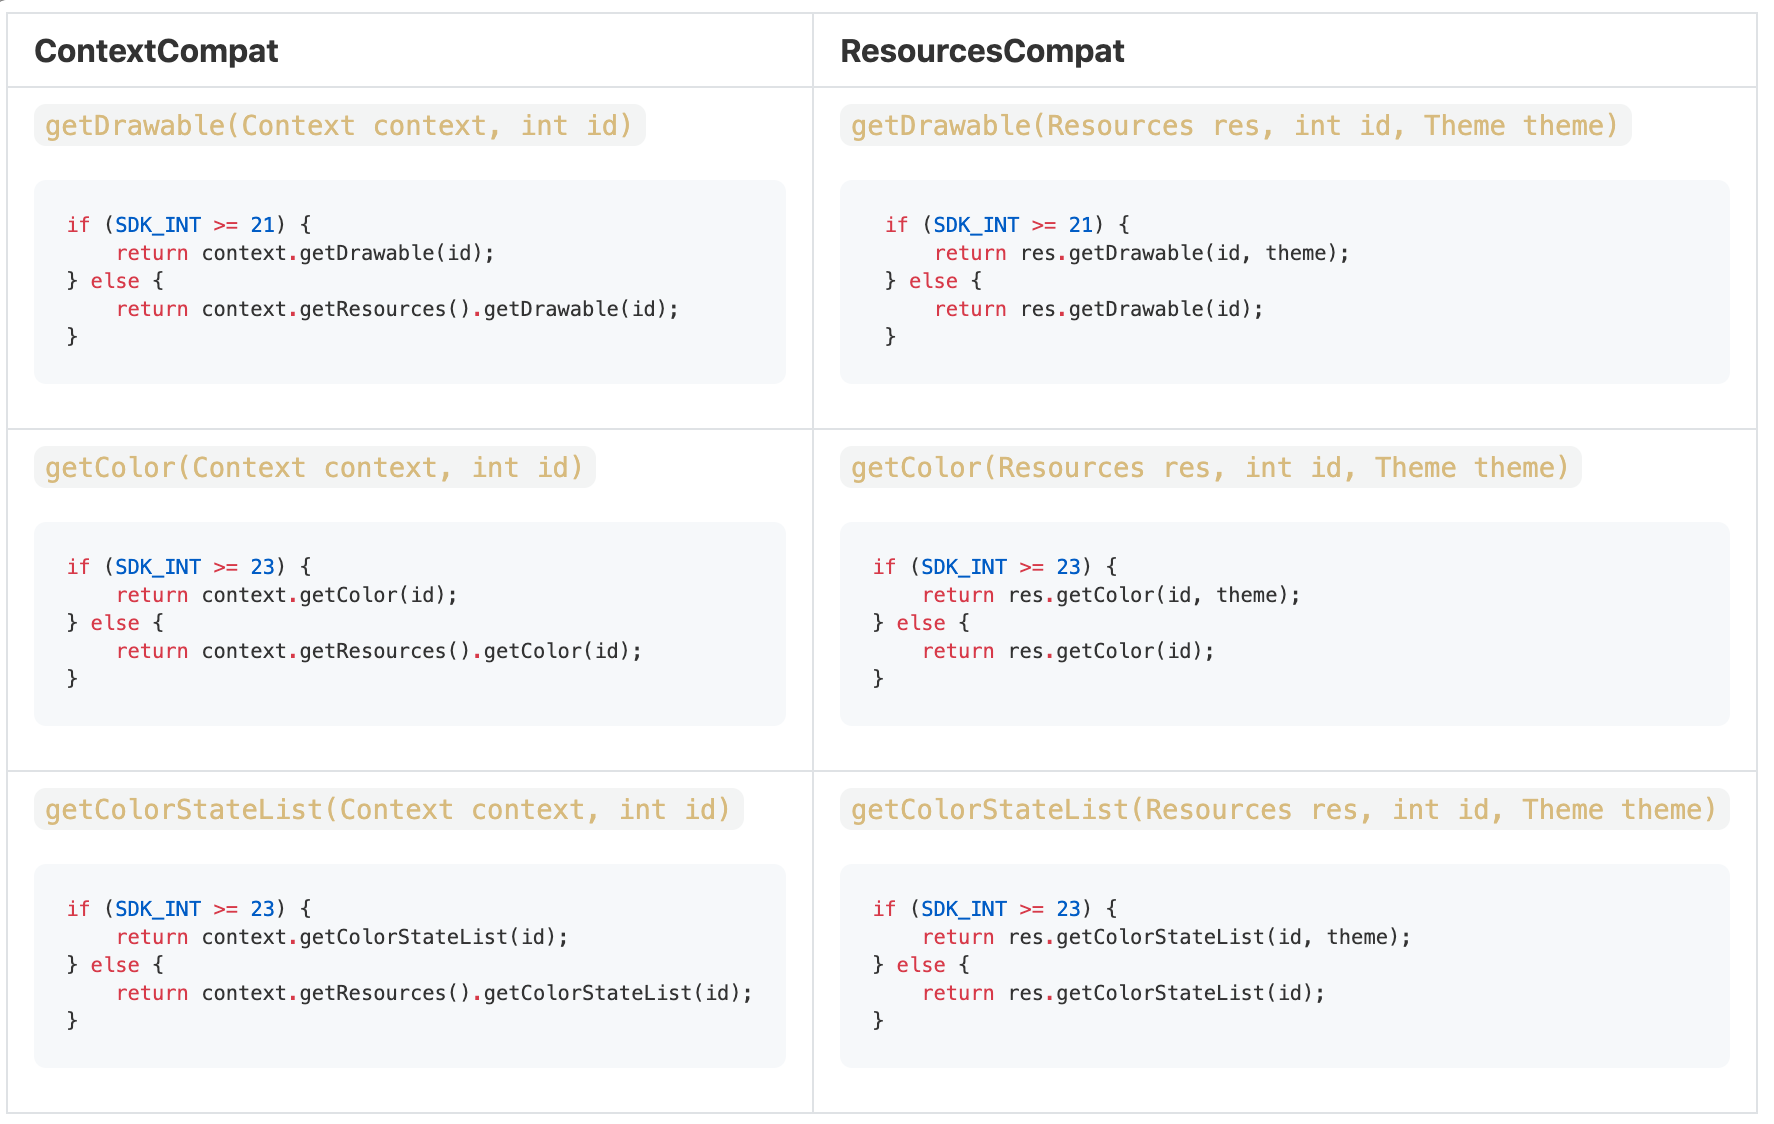 ContextCompat
ResourcesCompat
getDrawable(Context context, int id)
if (SDK_INT >= 21) {
    return context.getDrawable(id);
} else {
    return context.getResources().getDrawable(id);
}
getDrawable(Resources res, int id, Theme theme)
if (SDK_INT >= 21) {
    return res.getDrawable(id, theme);
} else {
    return res.getDrawable(id);
}
getColor(Context context, int id)
if (SDK_INT >= 23) {
    return context.getColor(id);
} else {
    return context.getResources().getColor(id);
}
getColor(Resources res, int id, Theme theme)
if (SDK_INT >= 23) {
    return res.getColor(id, theme);
} else {
    return res.getColor(id);
}
getColorStateList(Context context, int id)
if (SDK_INT >= 23) {
    return context.getColorStateList(id);
} else {
    return context.getResources().getColorStateList(id);
}
getColorStateList(Resources res, int id, Theme theme)
if (SDK_INT >= 23) {
    return res.getColorStateList(id, theme);
} else {
    return res.getColorStateList(id);
}